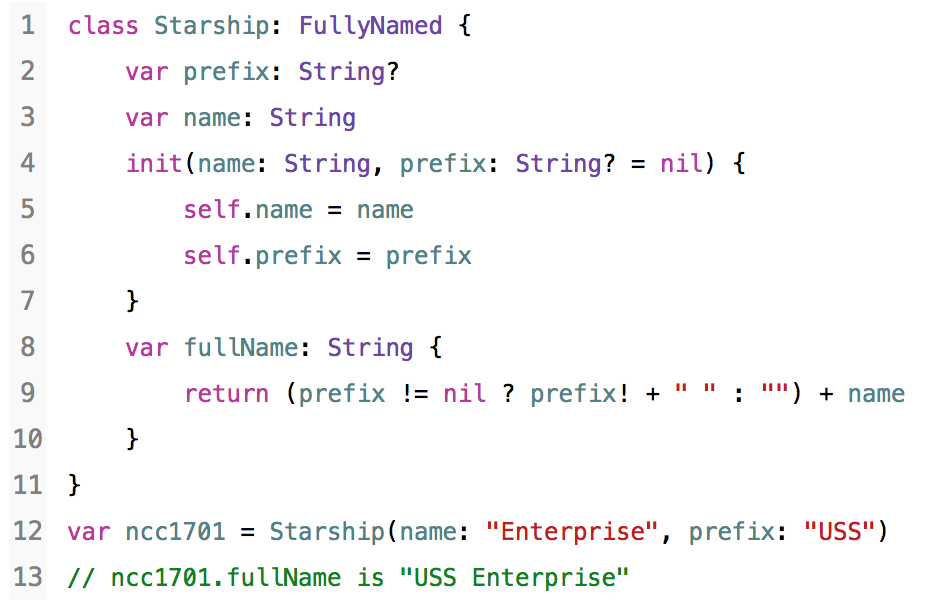 1 class Starship: FullyNamed {
2     var prefix: String?
3     var name: String
4     init(name: String, prefix: String? = nil) {
5         self.name = name
6         self.prefix = prefix
7     }
8     var fullName: String {
9         return (prefix != nil ? prefix! + " " : "") + name
10     }
11 }
12 var ncc1701 = Starship(name: "Enterprise", prefix: "USS")
13 // ncc1701.fullName is "USS Enterprise"